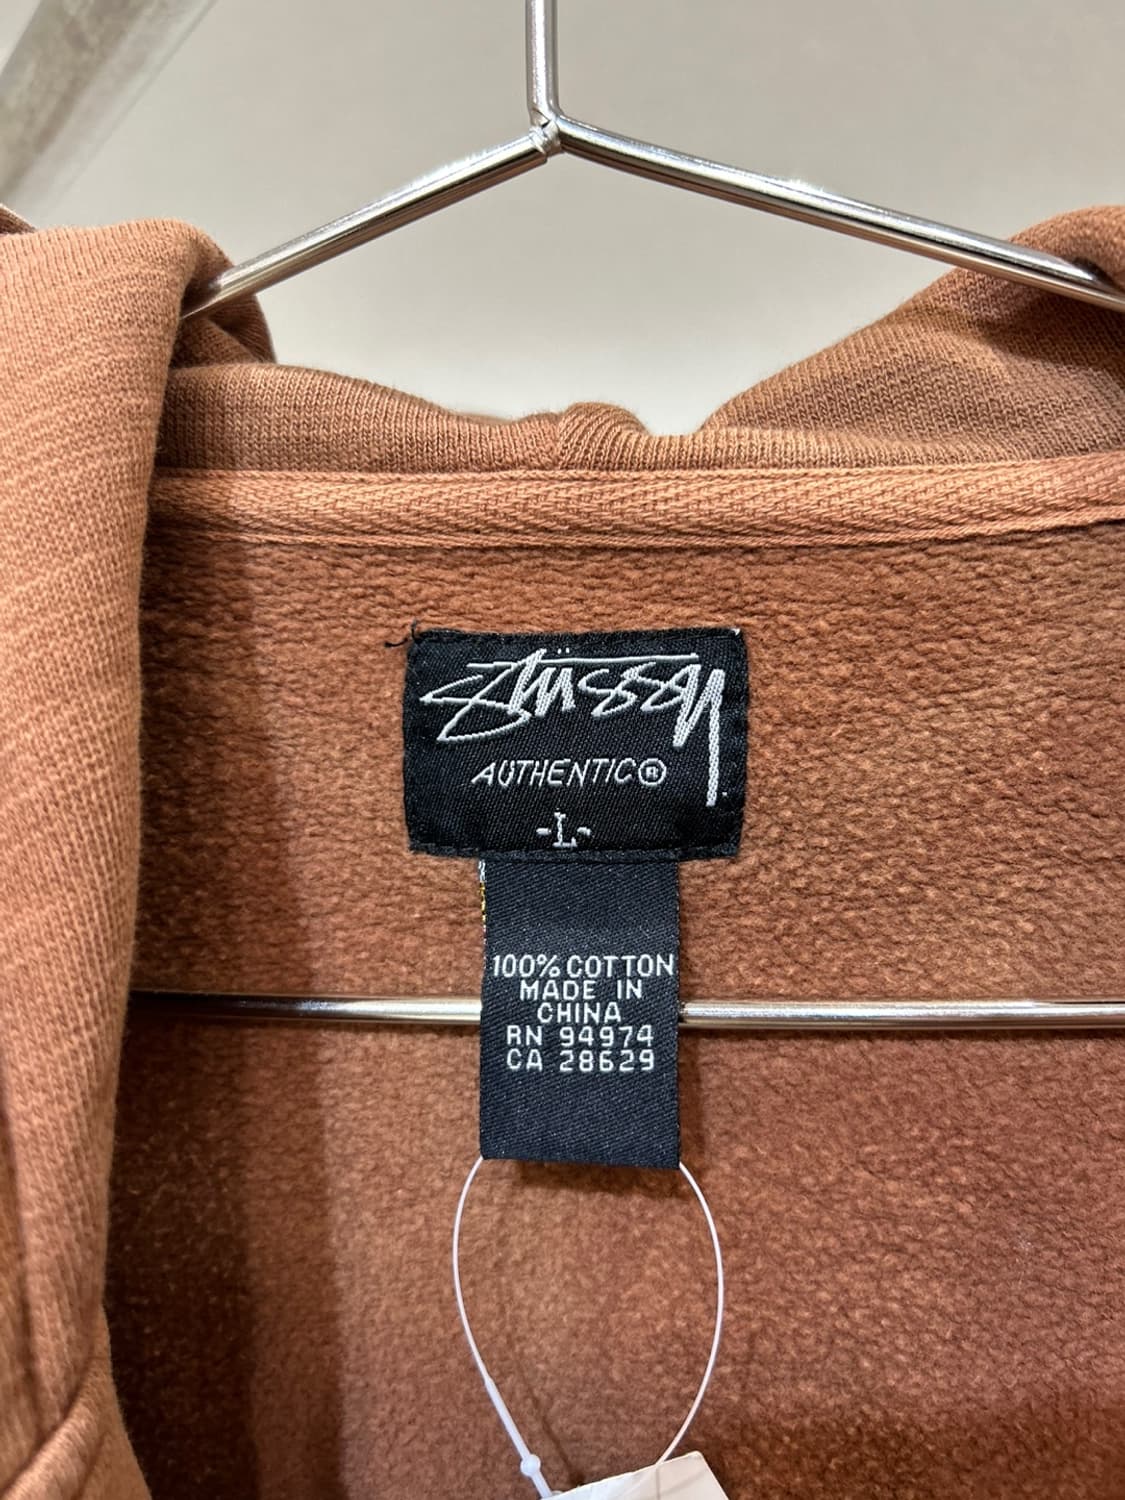 Stüssy
AUTHENTIC®
-L-
100% COTTON
MADE IN
CHINA
RN 94974
CA 28629